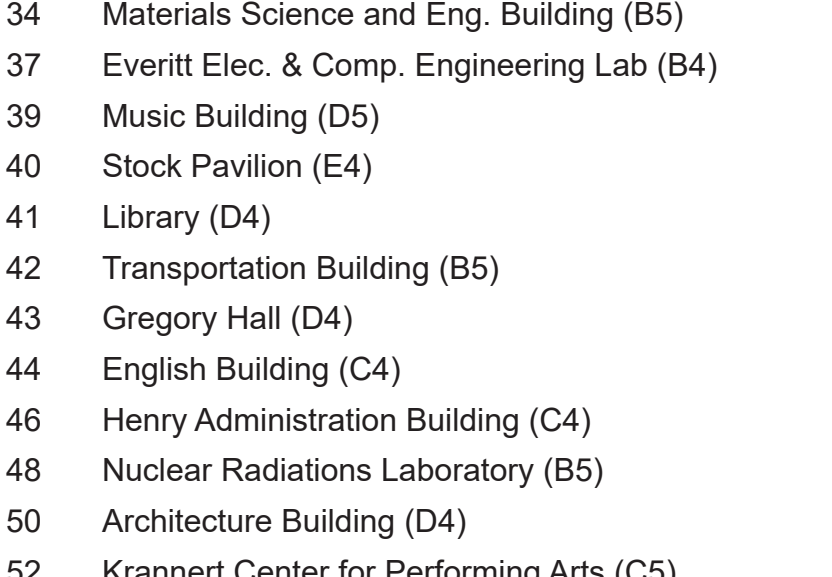 34 Materials Science and Eng. Building (B5)
37 Everitt Elec. & Comp. Engineering Lab (B4)
39 Music Building (D5)
40 Stock Pavilion (E4)
41 Library (D4)
42 Transportation Building (B5)
43 Gregory Hall (D4)
44 English Building (C4)
46 Henry Administration Building (C4)
48 Nuclear Radiations Laboratory (B5)
50 Architecture Building (D4)
52 Krannert Center for Performing Arts (C5)